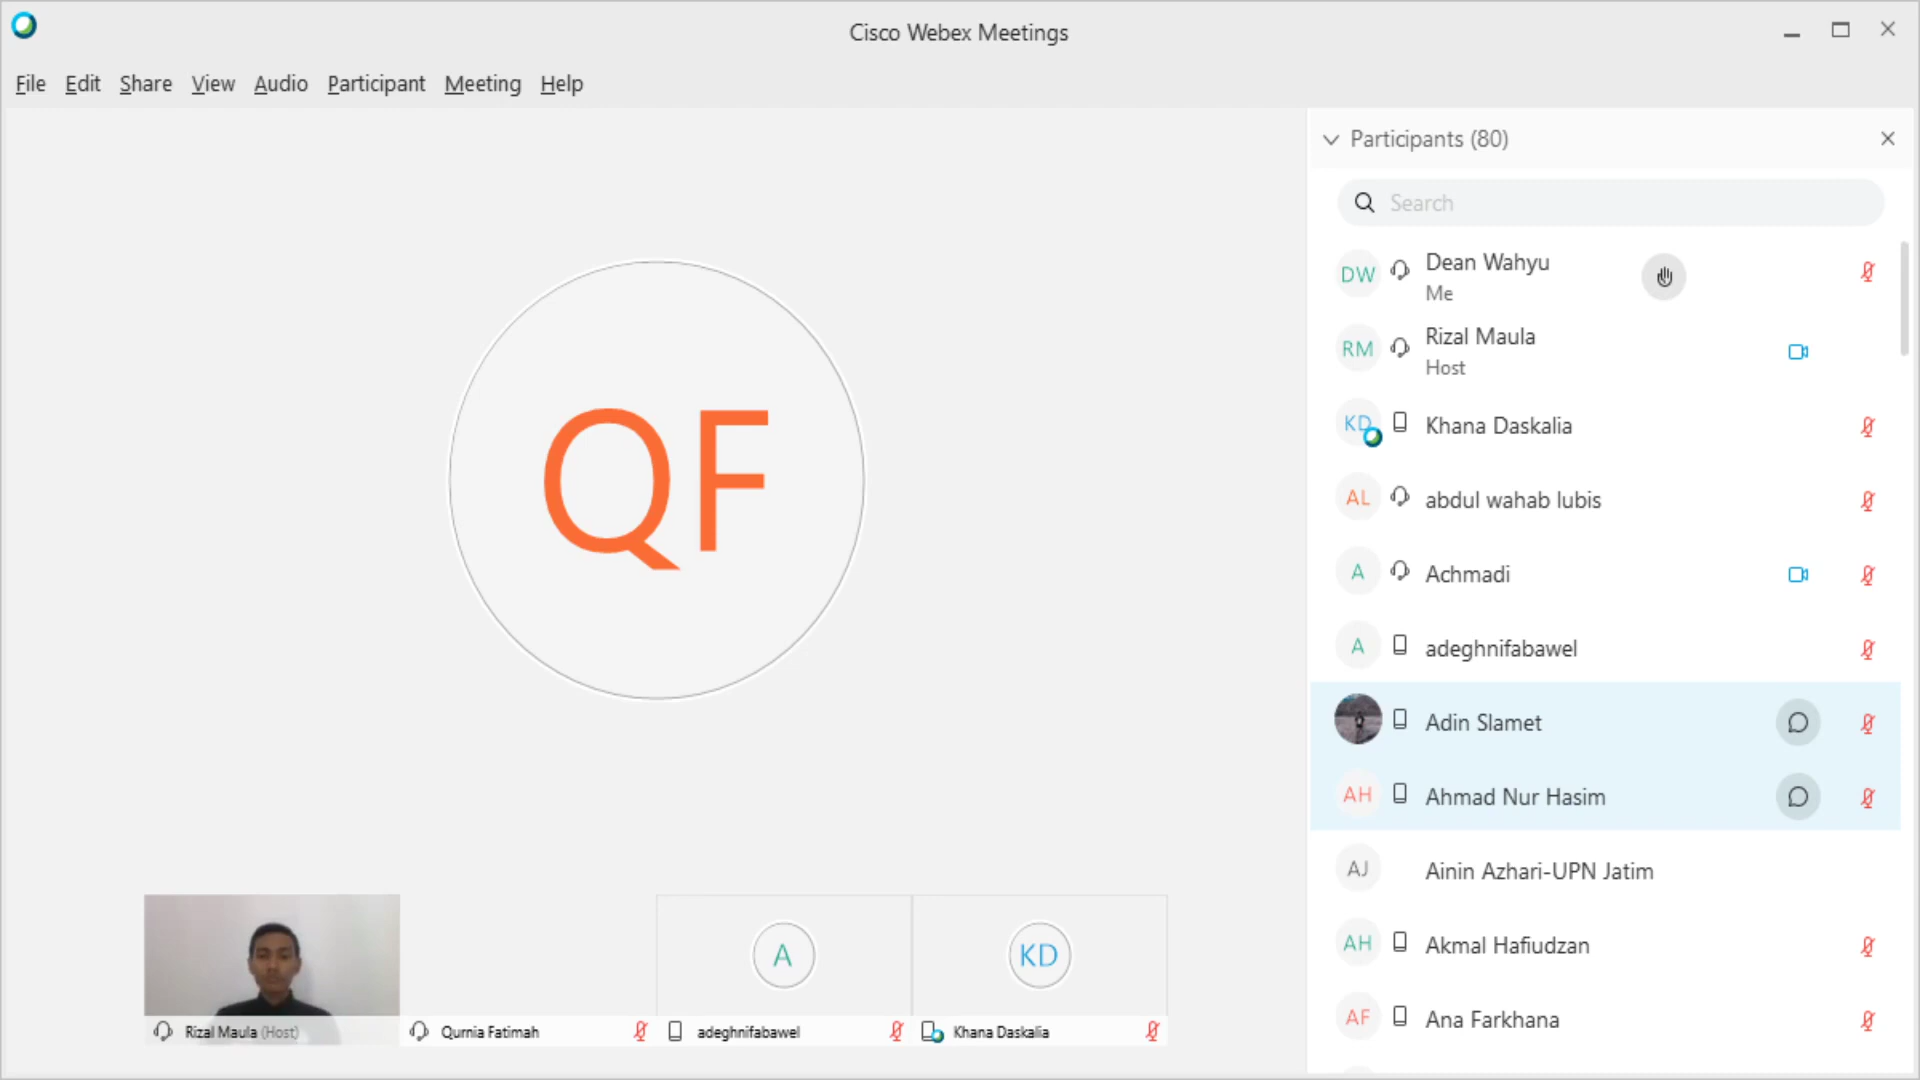 Cisco Webex Meetings
File Edit Share View Audio Participant Meeting Help
QF
Rizal Maula (Host)
Qurnia Fatimah
A
adeghnifabawel
KD
Khana Daskalia
Participants (80)
Search
DW Dean Wahyu
Me
RM Rizal Maula
Host
KD Khana Daskalia
AL abdul wahab lubis
A Achmadi
A adeghnifabawel
Adin Slamet
AH Ahmad Nur Hasim
AJ Ainin Azhari-UPN Jatim
AH Akmal Hafiudzan
AF Ana Farkhana